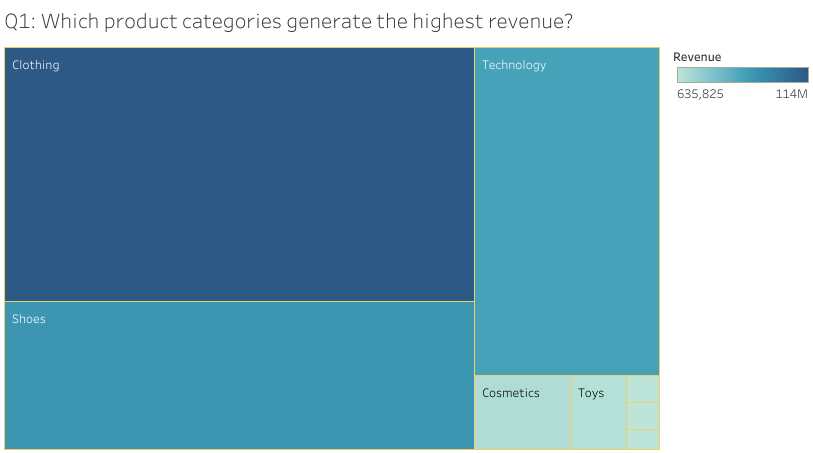 Q1: Which product categories generate the highest revenue?
Clothing
Technology
Revenue
635,825 114M
Shoes
Cosmetics
Toys